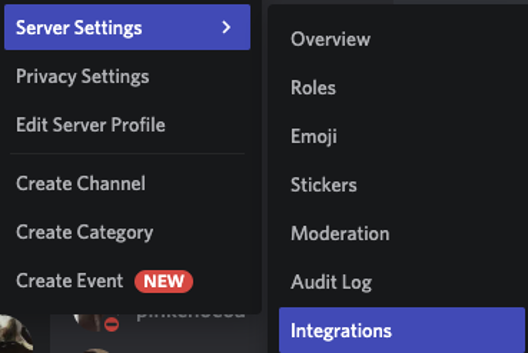 Server Settings
Privacy Settings
Edit Server Profile
Create Channel
Create Category
Create Event NEW
Overview
Roles
Emoji
Stickers
Moderation
Audit Log
Integrations